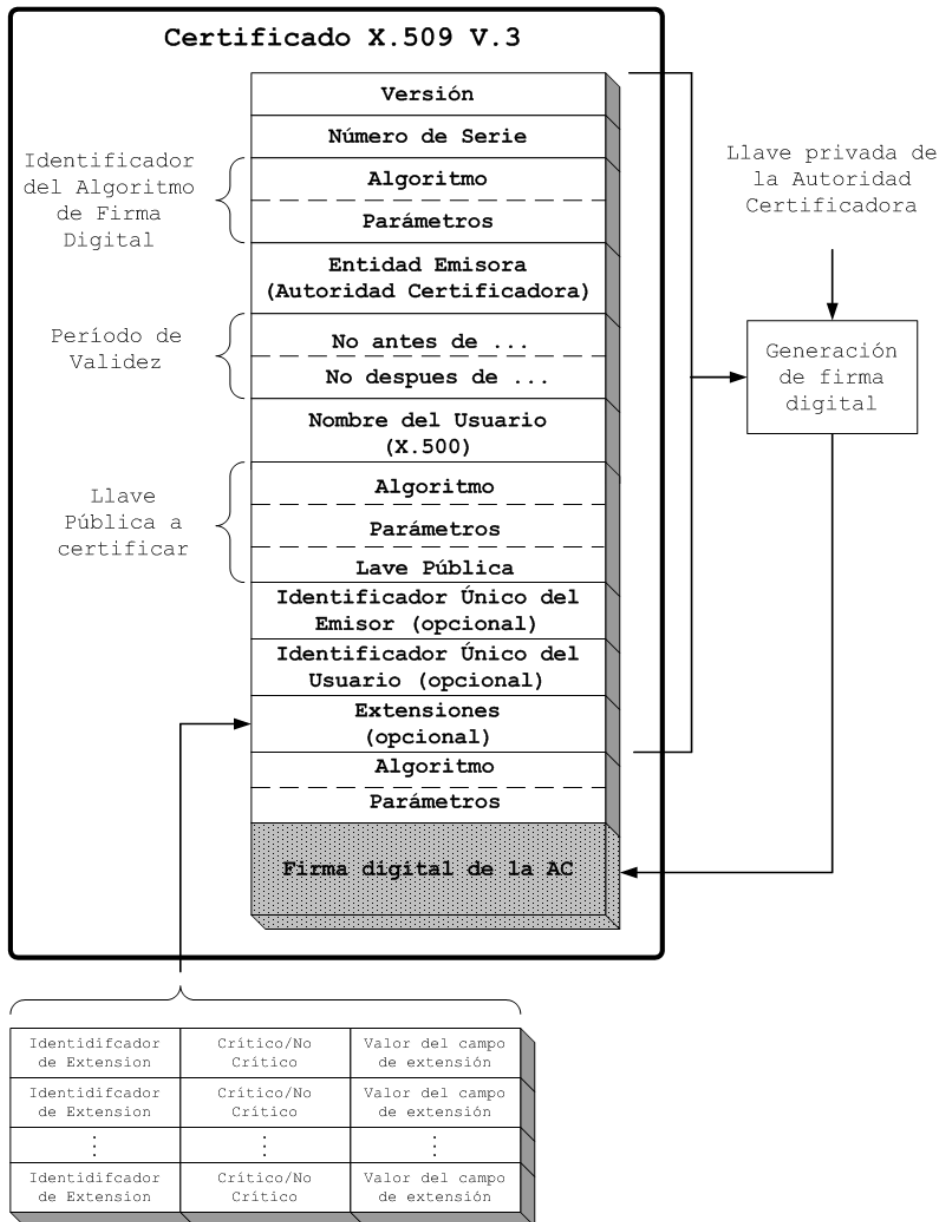 Certificado X.509 V.3
Versión
Número de Serie
Identificador
del Algoritmo
de Firma
Digital
Algoritmo
Parámetros
Entidad Emisora
(Autoridad Certificadora)
Período de
Validez
No antes de ...
No despues de ...
Nombre del Usuario
(X.500)
Llave
Pública a
certificar
Algoritmo
Parámetros
Lave Pública
Identificador Único del
Emisor (opcional)
Identificador Único del
Usuario (opcional)
Extensiones
(opcional)
Algoritmo
Parámetros
Firma digital de la AC
Llave privada de
la Autoridad
Certificadora
Generación
de firma
digital
Identidifcador
de Extension
Crítico/No
Crítico
Valor del campo
de extensión
Identidifcador
de Extension
Crítico/No
Crítico
Valor del campo
de extensión
⋮ ⋮ ⋮
Identidifcador
de Extension
Crítico/No
Crítico
Valor del campo
de extensión